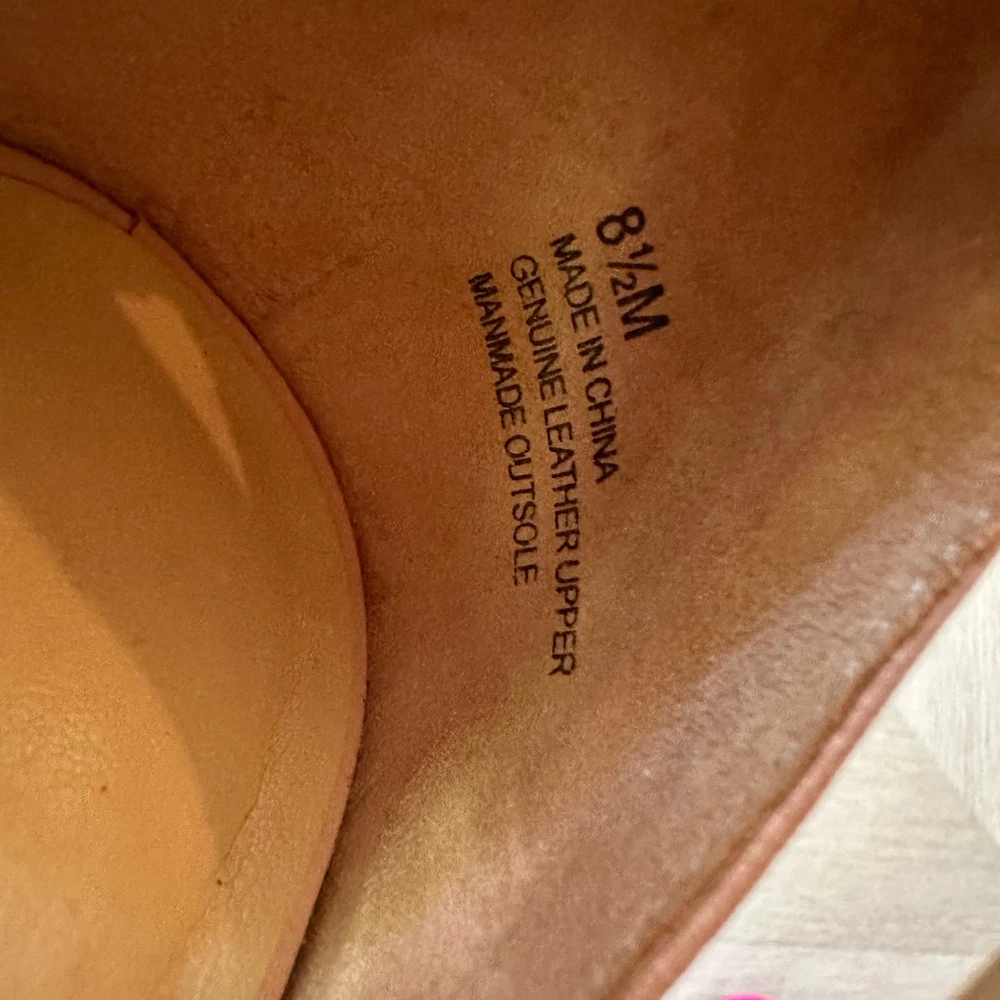 8½M
MADE IN CHINA
GENUINE LEATHER UPPER
MANMADE OUTSOLE